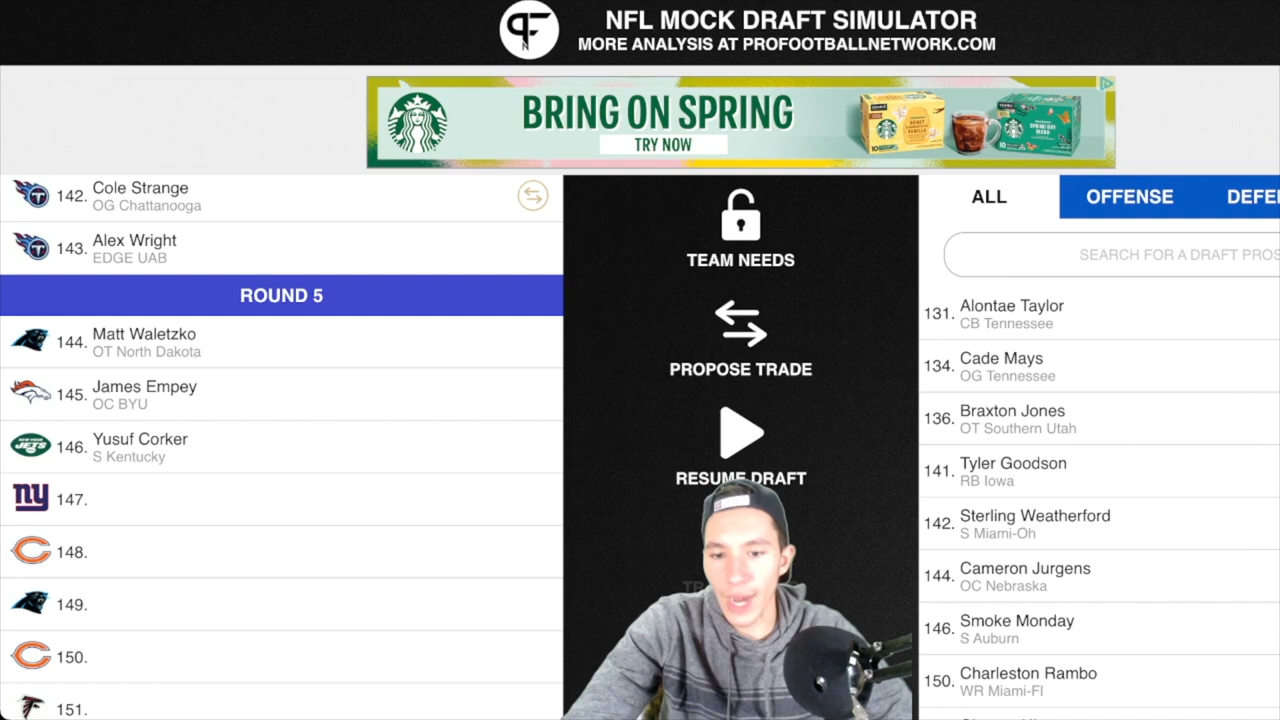 NFL MOCK DRAFT SIMULATOR
MORE ANALYSIS AT PROFOOTBALLNETWORK.COM
BRING ON SPRING
TRY NOW
142. Cole Strange
OG Chattanooga
143. Alex Wright
EDGE UAB
ROUND 5
144. Matt Waletzko
OT North Dakota
145. James Empey
OC BYU
146. Yusuf Corker
S Kentucky
147.
148.
149.
150.
151.
TEAM NEEDS
PROPOSE TRADE
RESUME DRAFT
ALL
OFFENSE
DEFE
SEARCH FOR A DRAFT PROS
131. Alontae Taylor
CB Tennessee
134. Cade Mays
OG Tennessee
136. Braxton Jones
OT Southern Utah
141. Tyler Goodson
RB Iowa
142. Sterling Weatherford
S Miami-Oh
144. Cameron Jurgens
OC Nebraska
146. Smoke Monday
S Auburn
150. Charleston Rambo
WR Miami-Fl